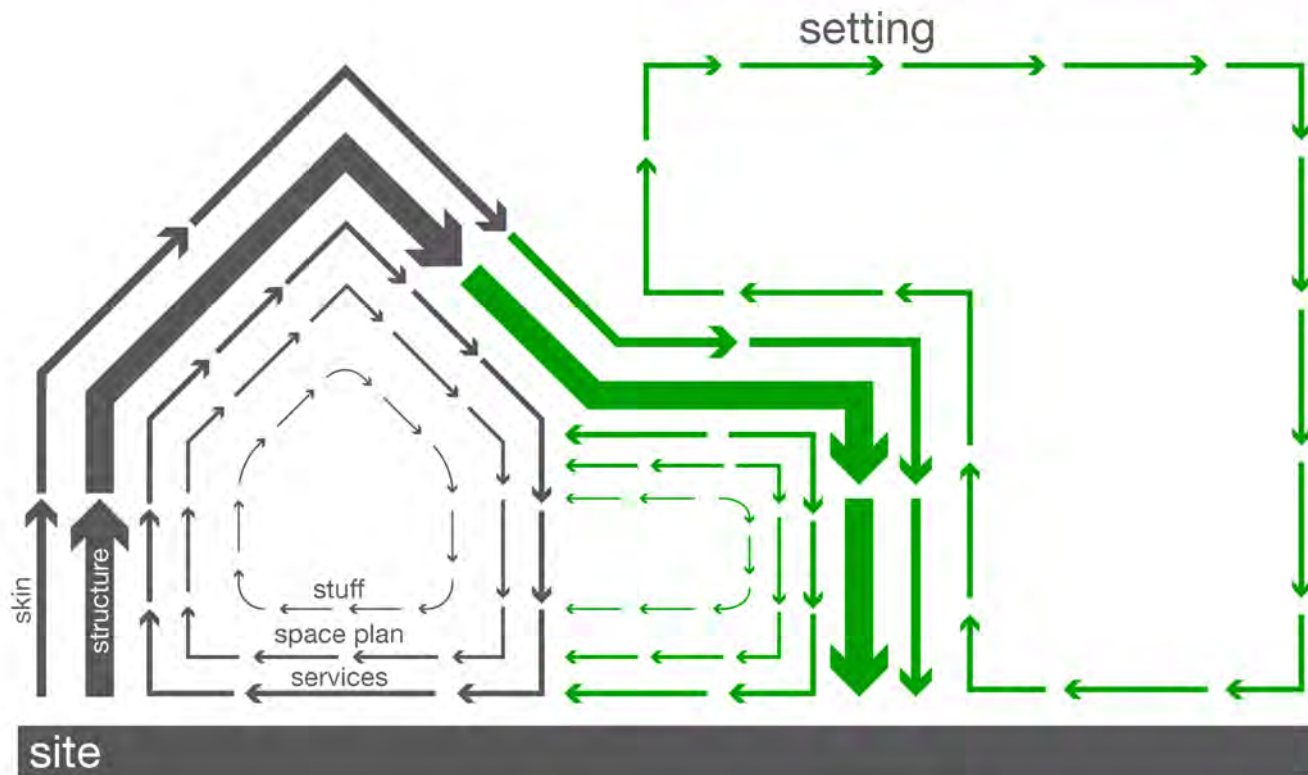 setting
skin
structure
stuff
space plan
services
site